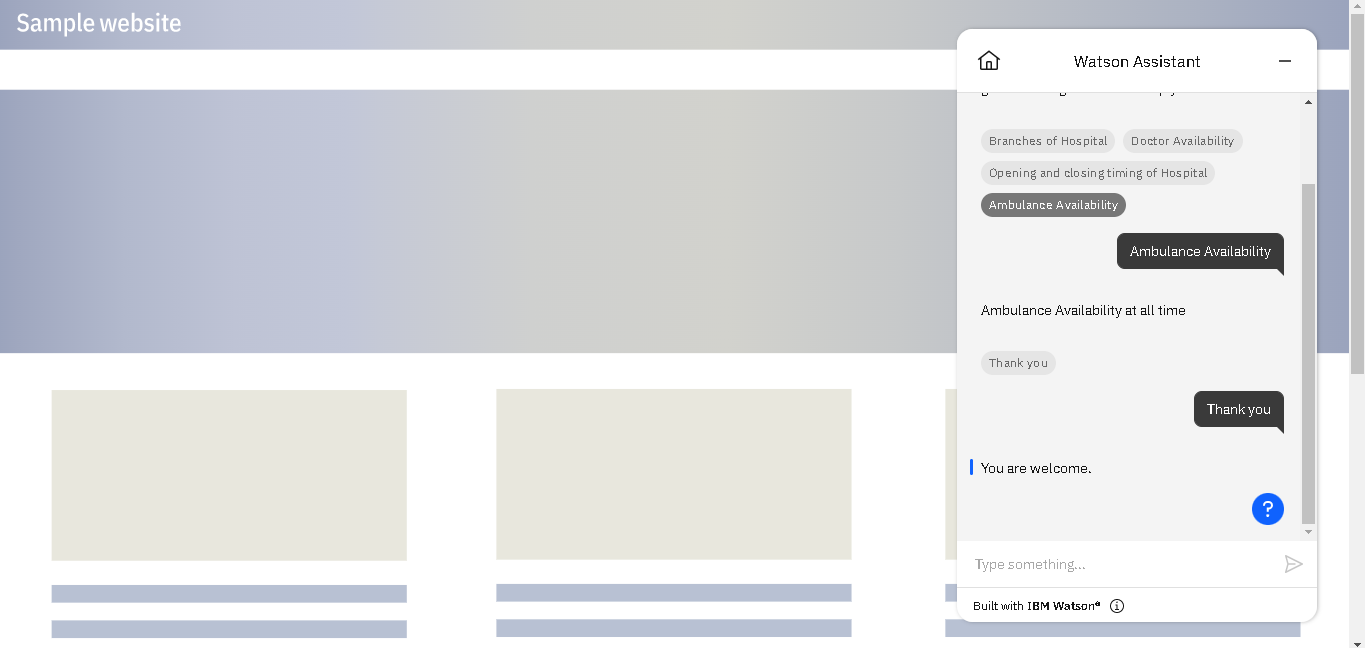 Sample website
Watson Assistant
Branches of Hospital
Doctor Availability
Opening and closing timing of Hospital
Ambulance Availability
Ambulance Availability
Ambulance Availability at all time
Thank you
Thank you
You are welcome.
?
Type something...
Built with IBM Watson®